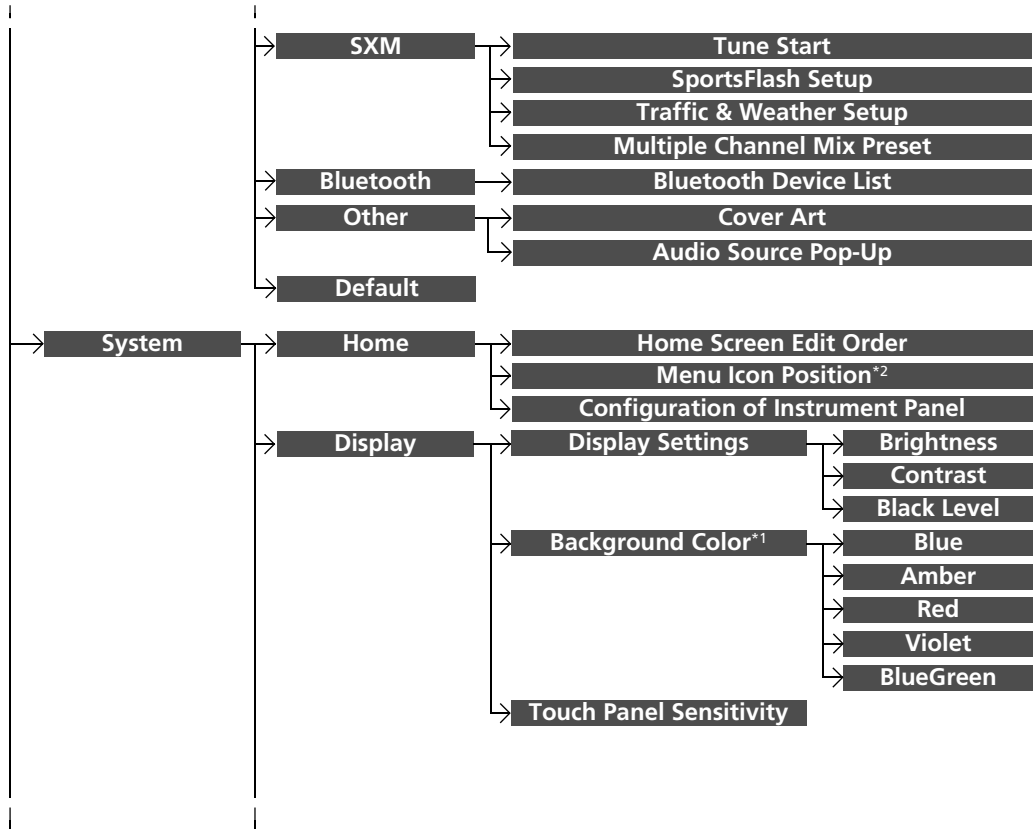 SXM
Tune Start
SportsFlash Setup
Traffic & Weather Setup
Multiple Channel Mix Preset
Bluetooth
Bluetooth Device List
Other
Cover Art
Audio Source Pop-Up
Default
System
Home
Home Screen Edit Order
Menu Icon Position*2
Configuration of Instrument Panel
Display
Display Settings
Brightness
Contrast
Black Level
Background Color*1
Blue
Amber
Red
Violet
BlueGreen
Touch Panel Sensitivity